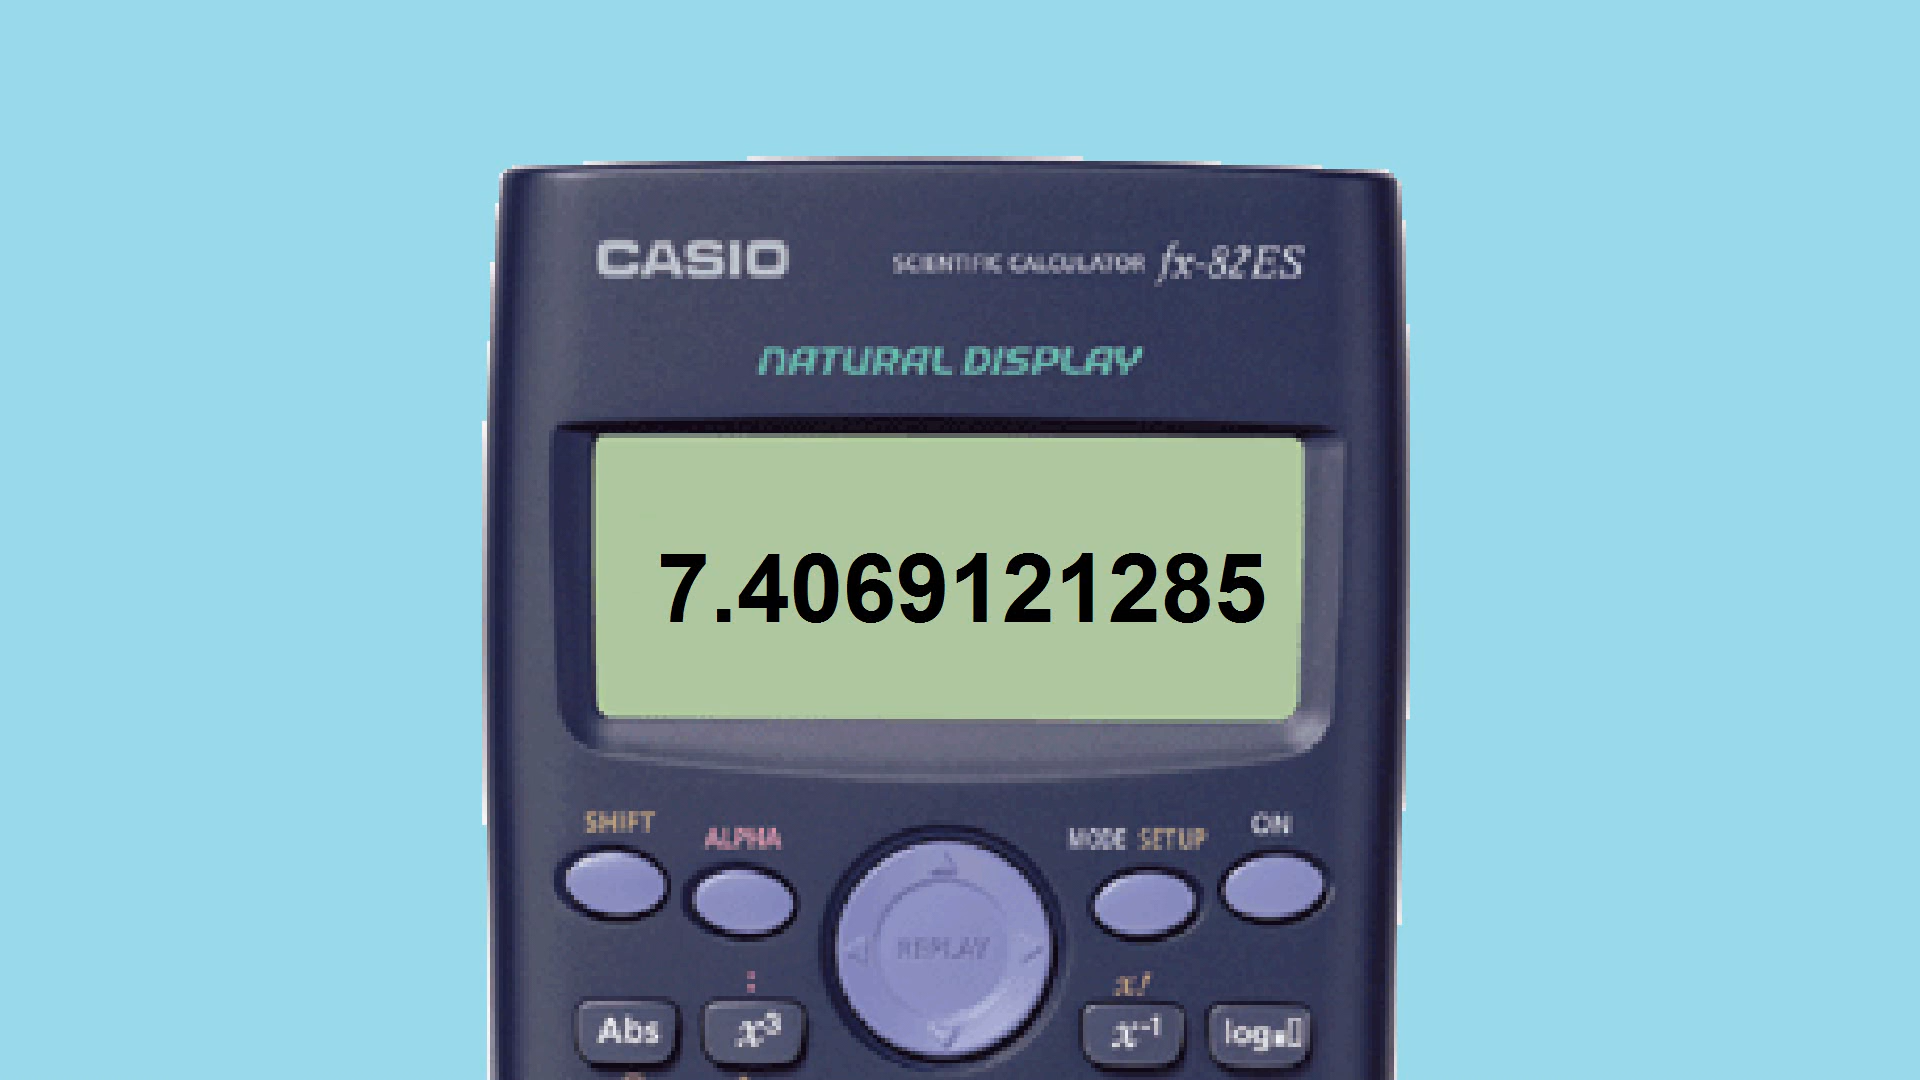 CASIO SCIENTIFIC CALCULATOR fx-82ES
NATURAL DISPLAY
7.4069121285
SHIFT ALPHA MODE SETUP ON
REPLAY
: x!
Abs x³ x⁻¹ log▪▯